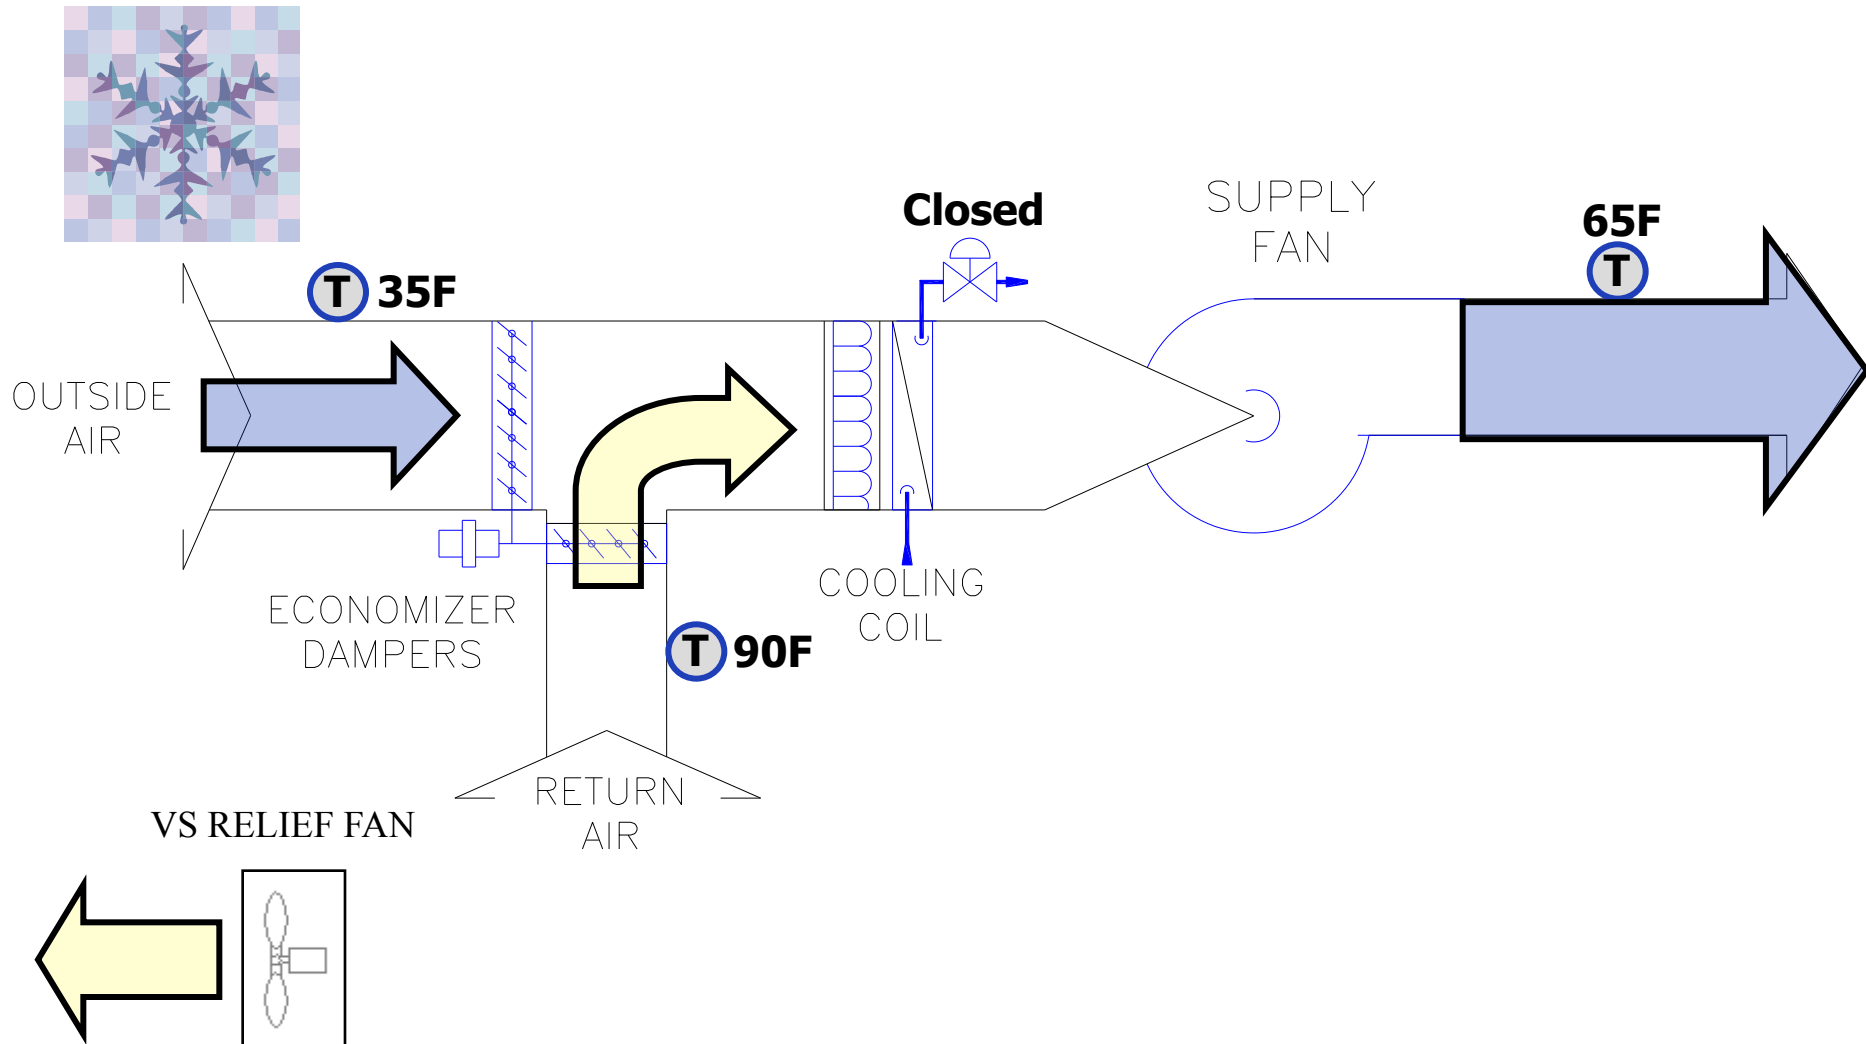 Closed
SUPPLY
FAN
65F
T
T 35F
OUTSIDE
AIR
ECONOMIZER
DAMPERS
COOLING
COIL
T 90F
RETURN
AIR
VS RELIEF FAN